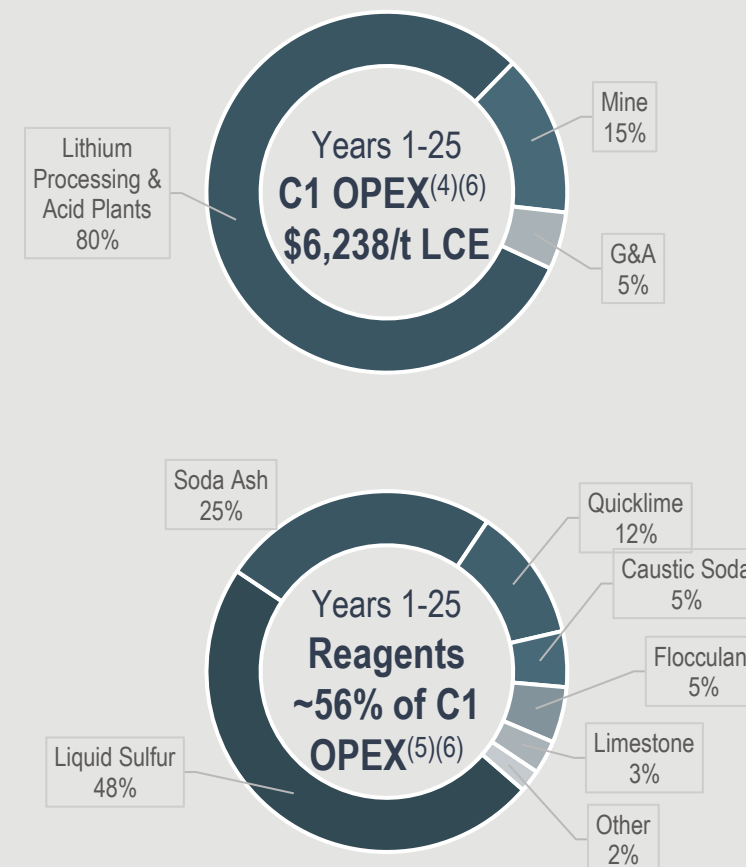 Years 1-25
C1 OPEX(4)(6)
$6,238/t LCE
Mine
15%
Lithium
Processing &
Acid Plants
80%
G&A
5%
Years 1-25
Reagents
~56% of C1
OPEX(5)(6)
Soda Ash
25%
Quicklime
12%
Caustic Soda
5%
Flocculan
5%
Limestone
3%
Other
2%
Liquid Sulfur
48%